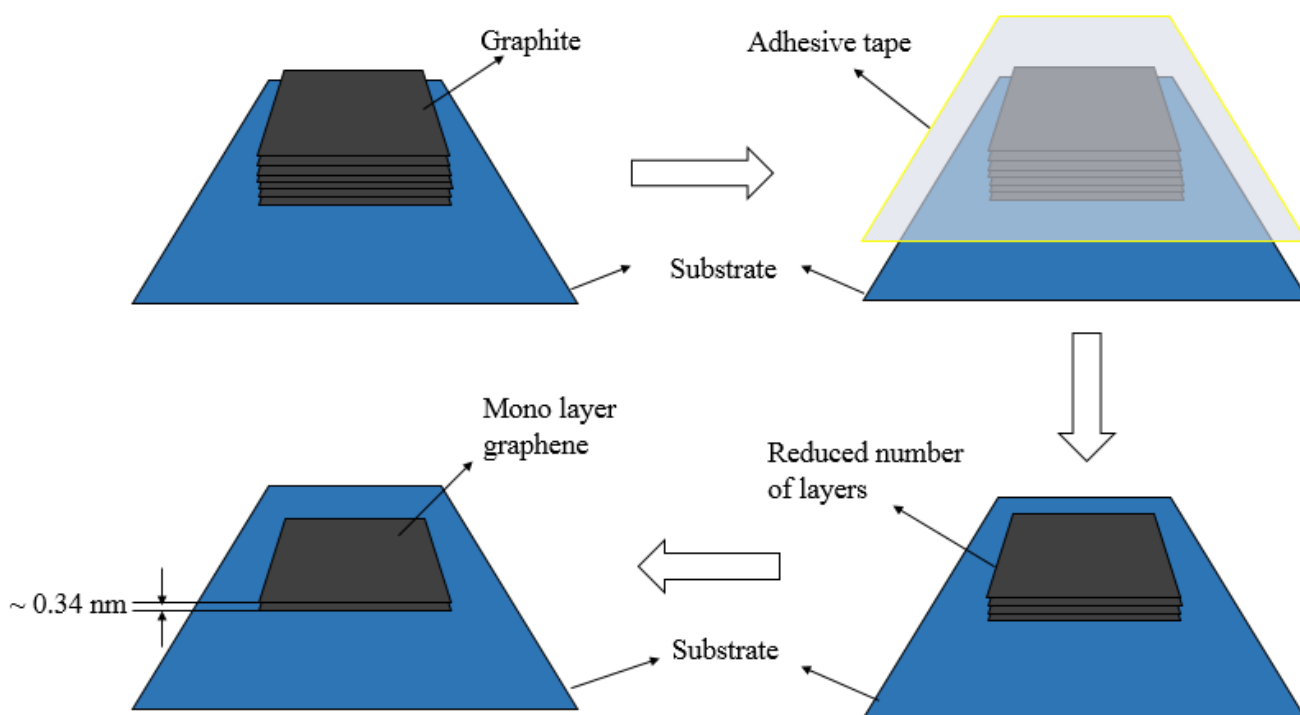 Graphite
Adhesive tape
Substrate
Mono layer
graphene
Reduced number
of layers
~ 0.34 nm
Substrate